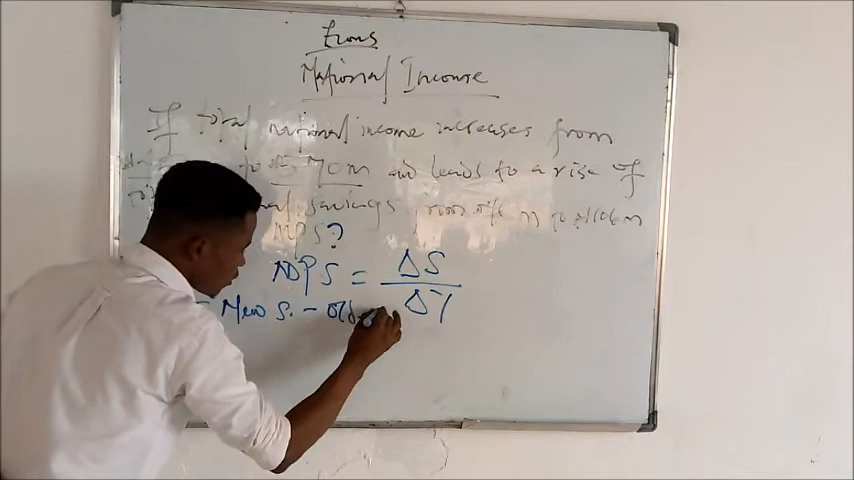 Econs
National Income
If total national income increases from
to 70m and leads to a rise of
savings from m to m
MPS?
MPS = ΔS
ΔY
= New S. - old